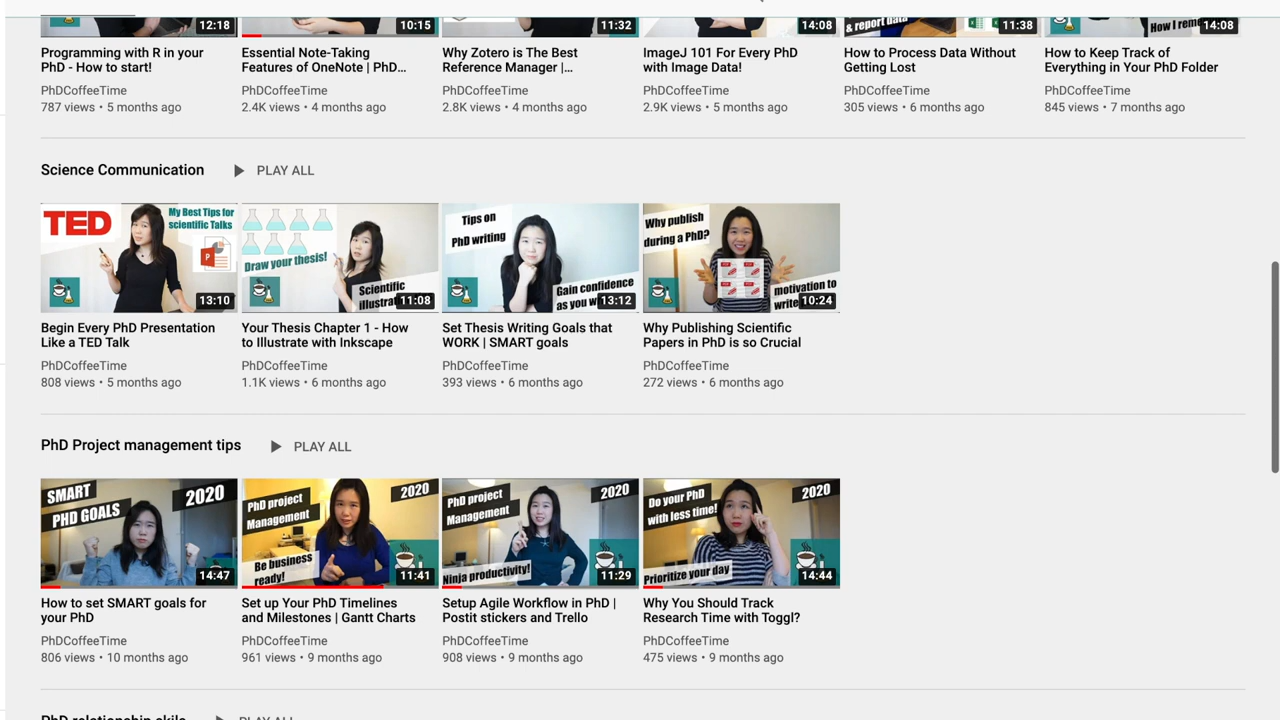 & report data
How I reme
12:18
10:15
11:32
14:08
11:38
14:08
Programming with R in your
PhD - How to start!
PhDCoffeeTime
787 views • 5 months ago
Essential Note-Taking
Features of OneNote | PhD...
PhDCoffeeTime
2.4K views • 4 months ago
Why Zotero is The Best
Reference Manager |...
PhDCoffeeTime
2.8K views • 4 months ago
ImageJ 101 For Every PhD
with Image Data!
PhDCoffeeTime
2.9K views • 5 months ago
How to Process Data Without
Getting Lost
PhDCoffeeTime
305 views • 6 months ago
How to Keep Track of
Everything in Your PhD Folder
PhDCoffeeTime
845 views • 7 months ago
Science Communication PLAY ALL
TED
My Best Tips for
scientific Talks
13:10
Begin Every PhD Presentation
Like a TED Talk
PhDCoffeeTime
808 views • 5 months ago
Draw your thesis!
Scientific
illustrat
11:08
Your Thesis Chapter 1 - How
to Illustrate with Inkscape
PhDCoffeeTime
1.1K views • 6 months ago
Tips on
PhD writing
Gain confidence
as you w
13:12
Set Thesis Writing Goals that
WORK | SMART goals
PhDCoffeeTime
393 views • 6 months ago
Why publish
during a PhD?
motivation to
write
10:24
Why Publishing Scientific
Papers in PhD is so Crucial
PhDCoffeeTime
272 views • 6 months ago
PhD Project management tips PLAY ALL
SMART
PHD GOALS
2020
14:47
How to set SMART goals for
your PhD
PhDCoffeeTime
806 views • 10 months ago
PhD project
Management
2020
Be business
ready!
11:41
Set up Your PhD Timelines
and Milestones | Gantt Charts
PhDCoffeeTime
961 views • 9 months ago
PhD project
Management
2020
Ninja productivity!
11:29
Setup Agile Workflow in PhD |
Postit stickers and Trello
PhDCoffeeTime
908 views • 9 months ago
Do your PhD
with less time!
2020
Prioritize your day
14:44
Why You Should Track
Research Time with Toggl?
PhDCoffeeTime
475 views • 9 months ago
PhD relationship skils PLAY ALL